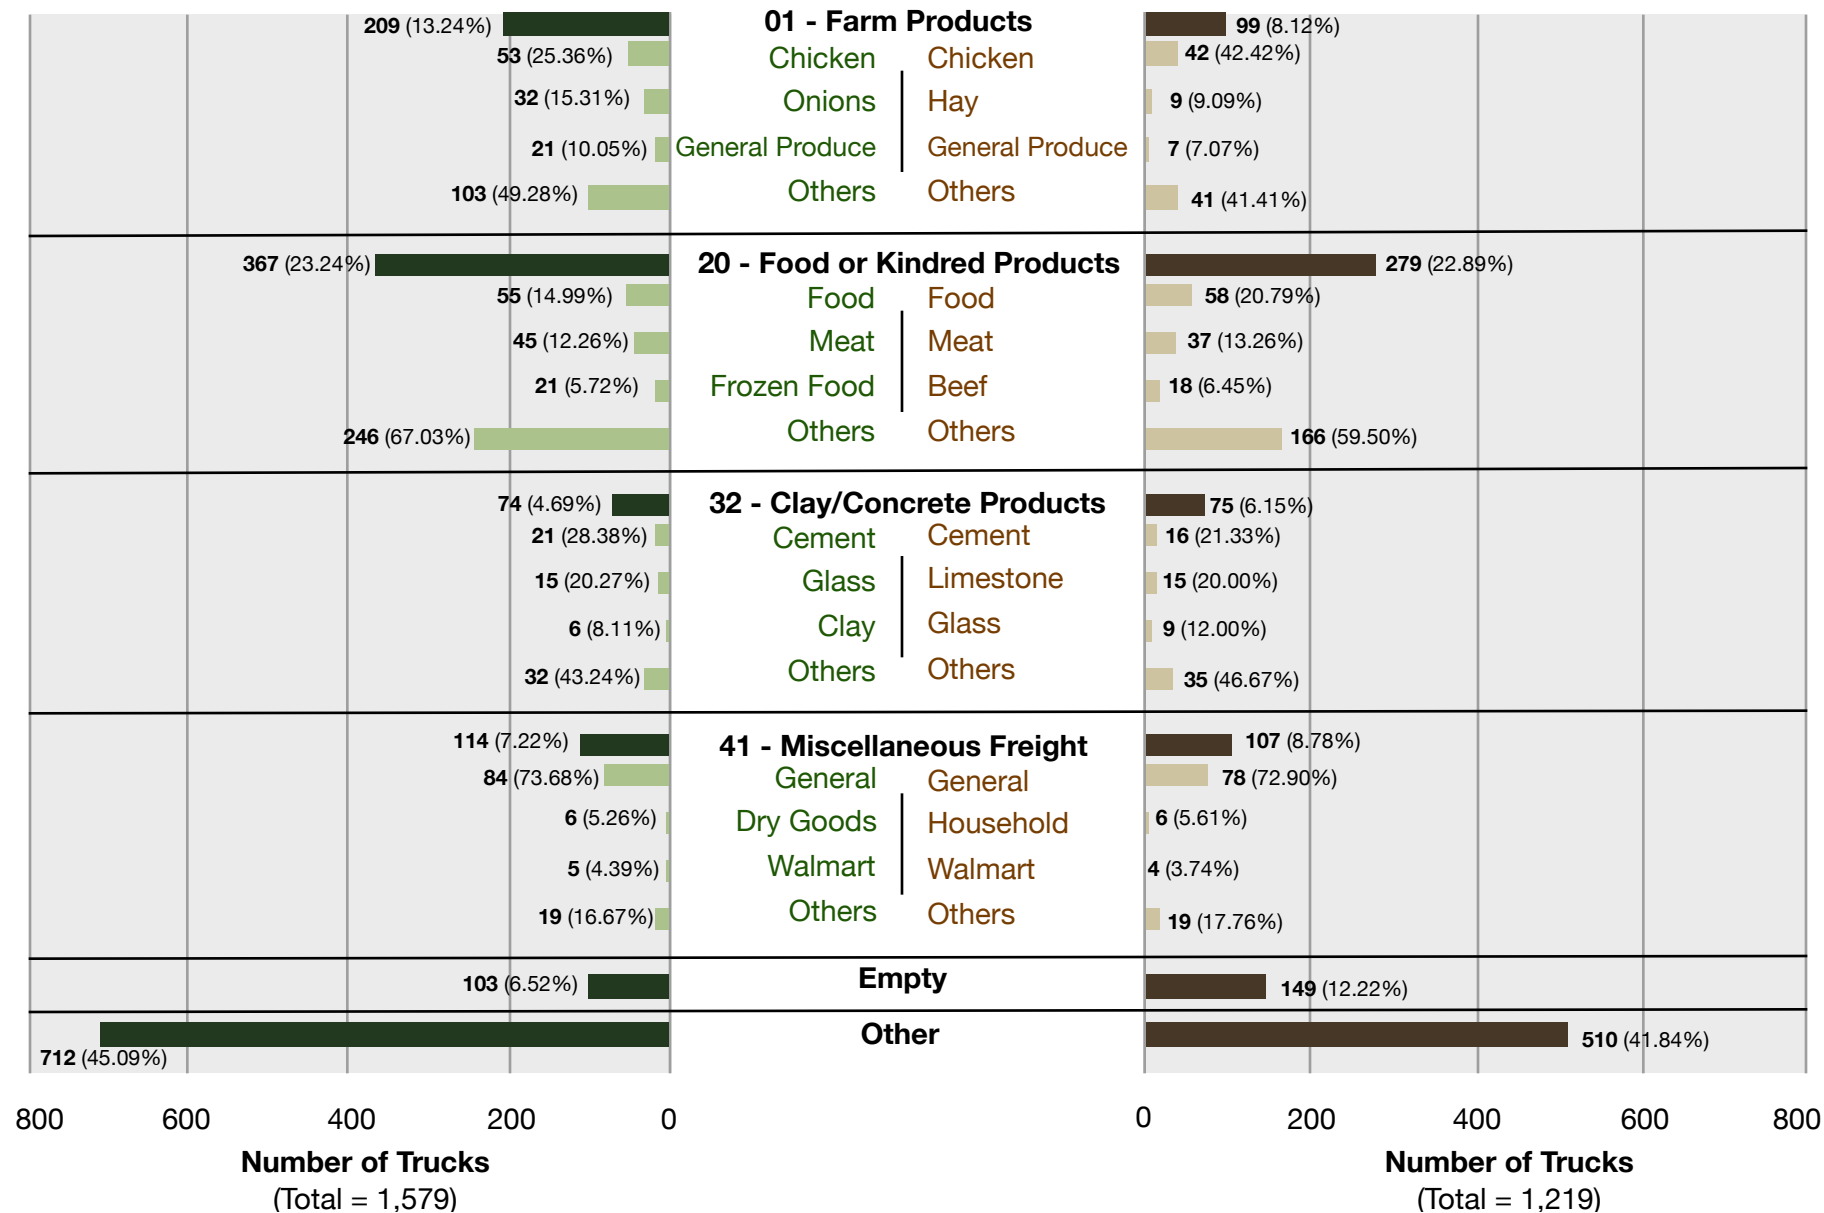 209 (13.24%) 01 - Farm Products 99 (8.12%)
53 (25.36%) Chicken Chicken 42 (42.42%)
32 (15.31%) Onions Hay 9 (9.09%)
21 (10.05%) General Produce General Produce 7 (7.07%)
103 (49.28%) Others Others 41 (41.41%)
367 (23.24%) 20 - Food or Kindred Products 279 (22.89%)
55 (14.99%) Food Food 58 (20.79%)
45 (12.26%) Meat Meat 37 (13.26%)
21 (5.72%) Frozen Food Beef 18 (6.45%)
246 (67.03%) Others Others 166 (59.50%)
74 (4.69%) 32 - Clay/Concrete Products 75 (6.15%)
21 (28.38%) Cement Cement 16 (21.33%)
15 (20.27%) Glass Limestone 15 (20.00%)
6 (8.11%) Clay Glass 9 (12.00%)
32 (43.24%) Others Others 35 (46.67%)
114 (7.22%) 41 - Miscellaneous Freight 107 (8.78%)
84 (73.68%) General General 78 (72.90%)
6 (5.26%) Dry Goods Household 6 (5.61%)
5 (4.39%) Walmart Walmart 4 (3.74%)
19 (16.67%) Others Others 19 (17.76%)
103 (6.52%) Empty 149 (12.22%)
712 (45.09%) Other 510 (41.84%)
800 600 400 200 0 0 200 400 600 800
Number of Trucks Number of Trucks
(Total = 1,579) (Total = 1,219)